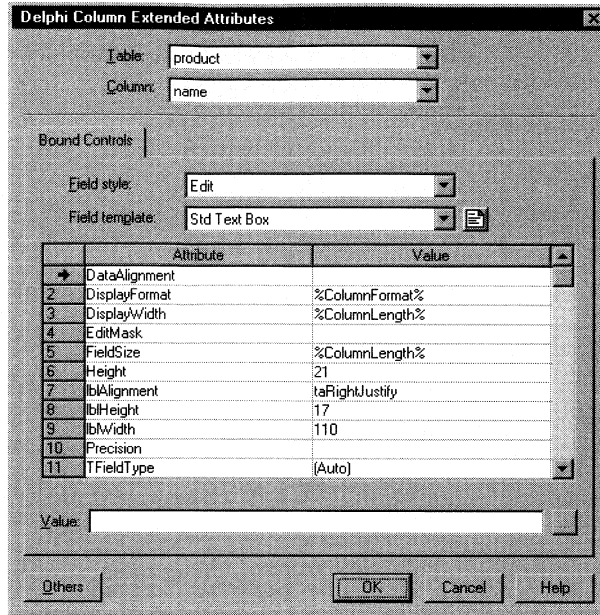 Delphi Column Extended Attributes
Table: product
Column: name
Bound Controls
Field style: Edit
Field template: Std Text Box
Attribute Value
DataAlignment
2 DisplayFormat %ColumnFormat%
3 DisplayWidth %ColumnLength%
4 EditMask
5 FieldSize %ColumnLength%
6 Height 21
7 lblAlignment taRightJustify
8 lblHeight 17
9 lblWidth 110
10 Precision
11 TFieldType (Auto)
Value: ...
Others OK Cancel Help